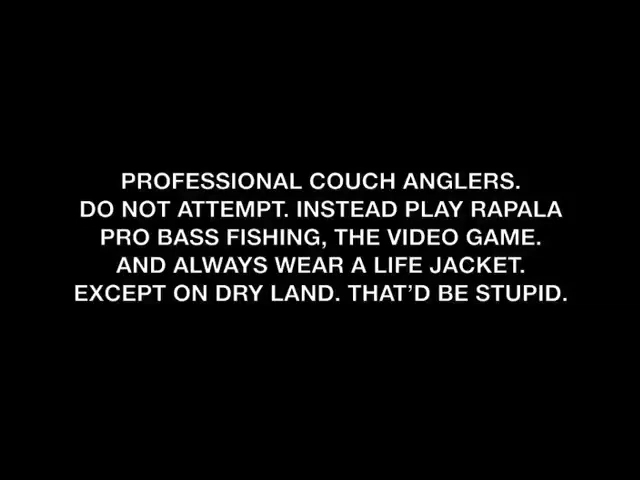 PROFESSIONAL COUCH ANGLERS.
DO NOT ATTEMPT. INSTEAD PLAY RAPALA
PRO BASS FISHING, THE VIDEO GAME.
AND ALWAYS WEAR A LIFE JACKET.
EXCEPT ON DRY LAND. THAT’D BE STUPID.